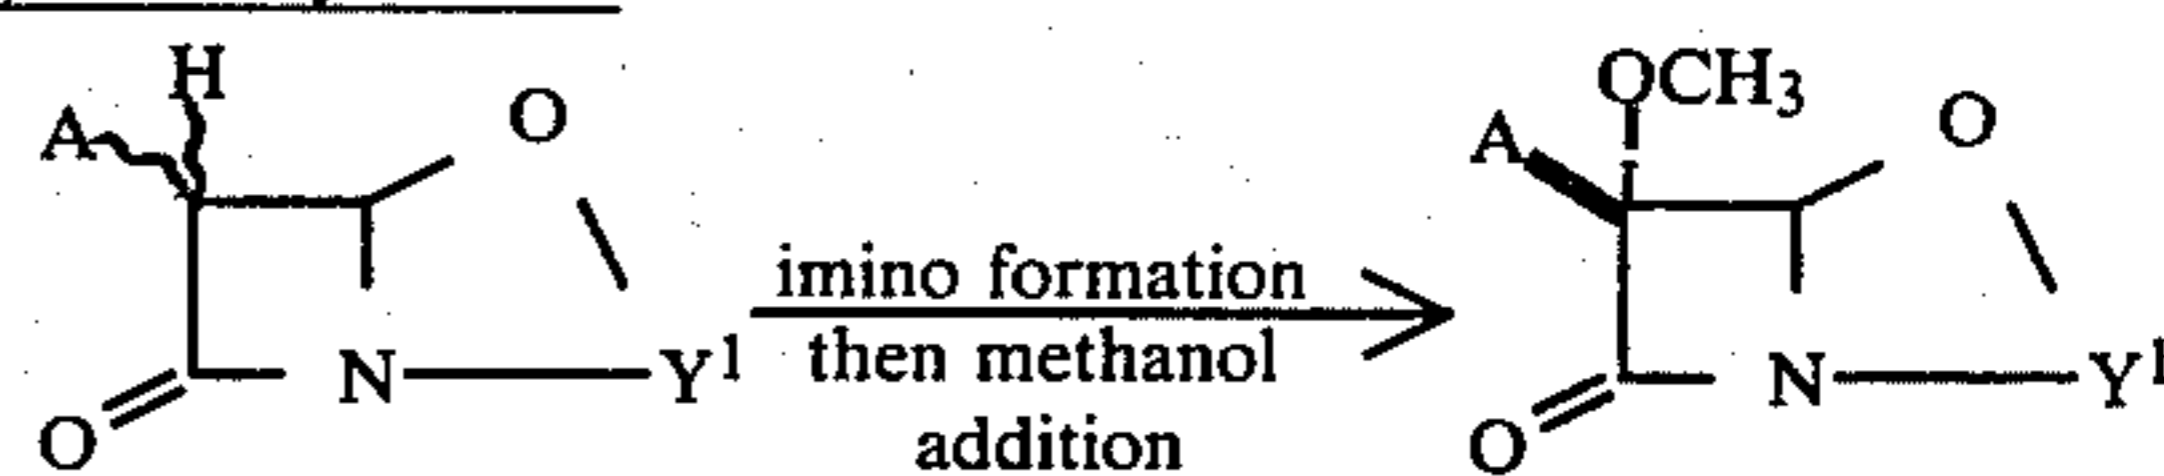 H
A O
imino formation
then methanol
addition
O N Y¹
OCH₃
A O
O N Y¹